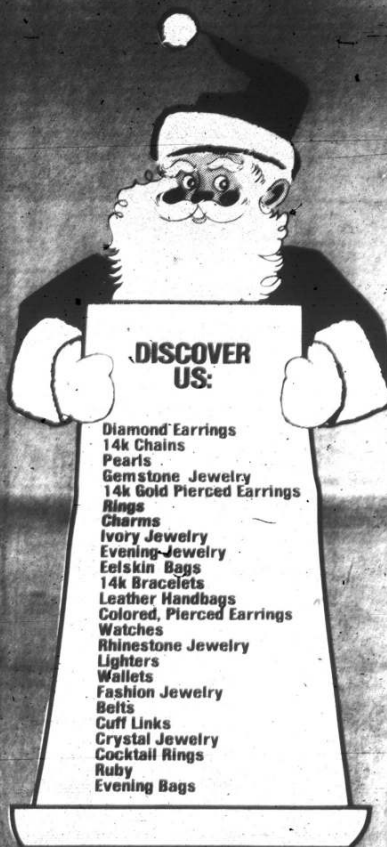 DISCOVER
US:
Diamond Earrings
14k Chains
Pearls
Gemstone Jewelry
14k Gold Pierced Earrings
Rings
Charms
Ivory Jewelry
Evening Jewelry
Eelskin Bags
14k Bracelets
Leather Handbags
Colored, Pierced Earrings
Watches
Rhinestone Jewelry
Lighters
Wallets
Fashion Jewelry
Belts
Cuff Links
Crystal Jewelry
Cocktail Rings
Ruby
Evening Bags